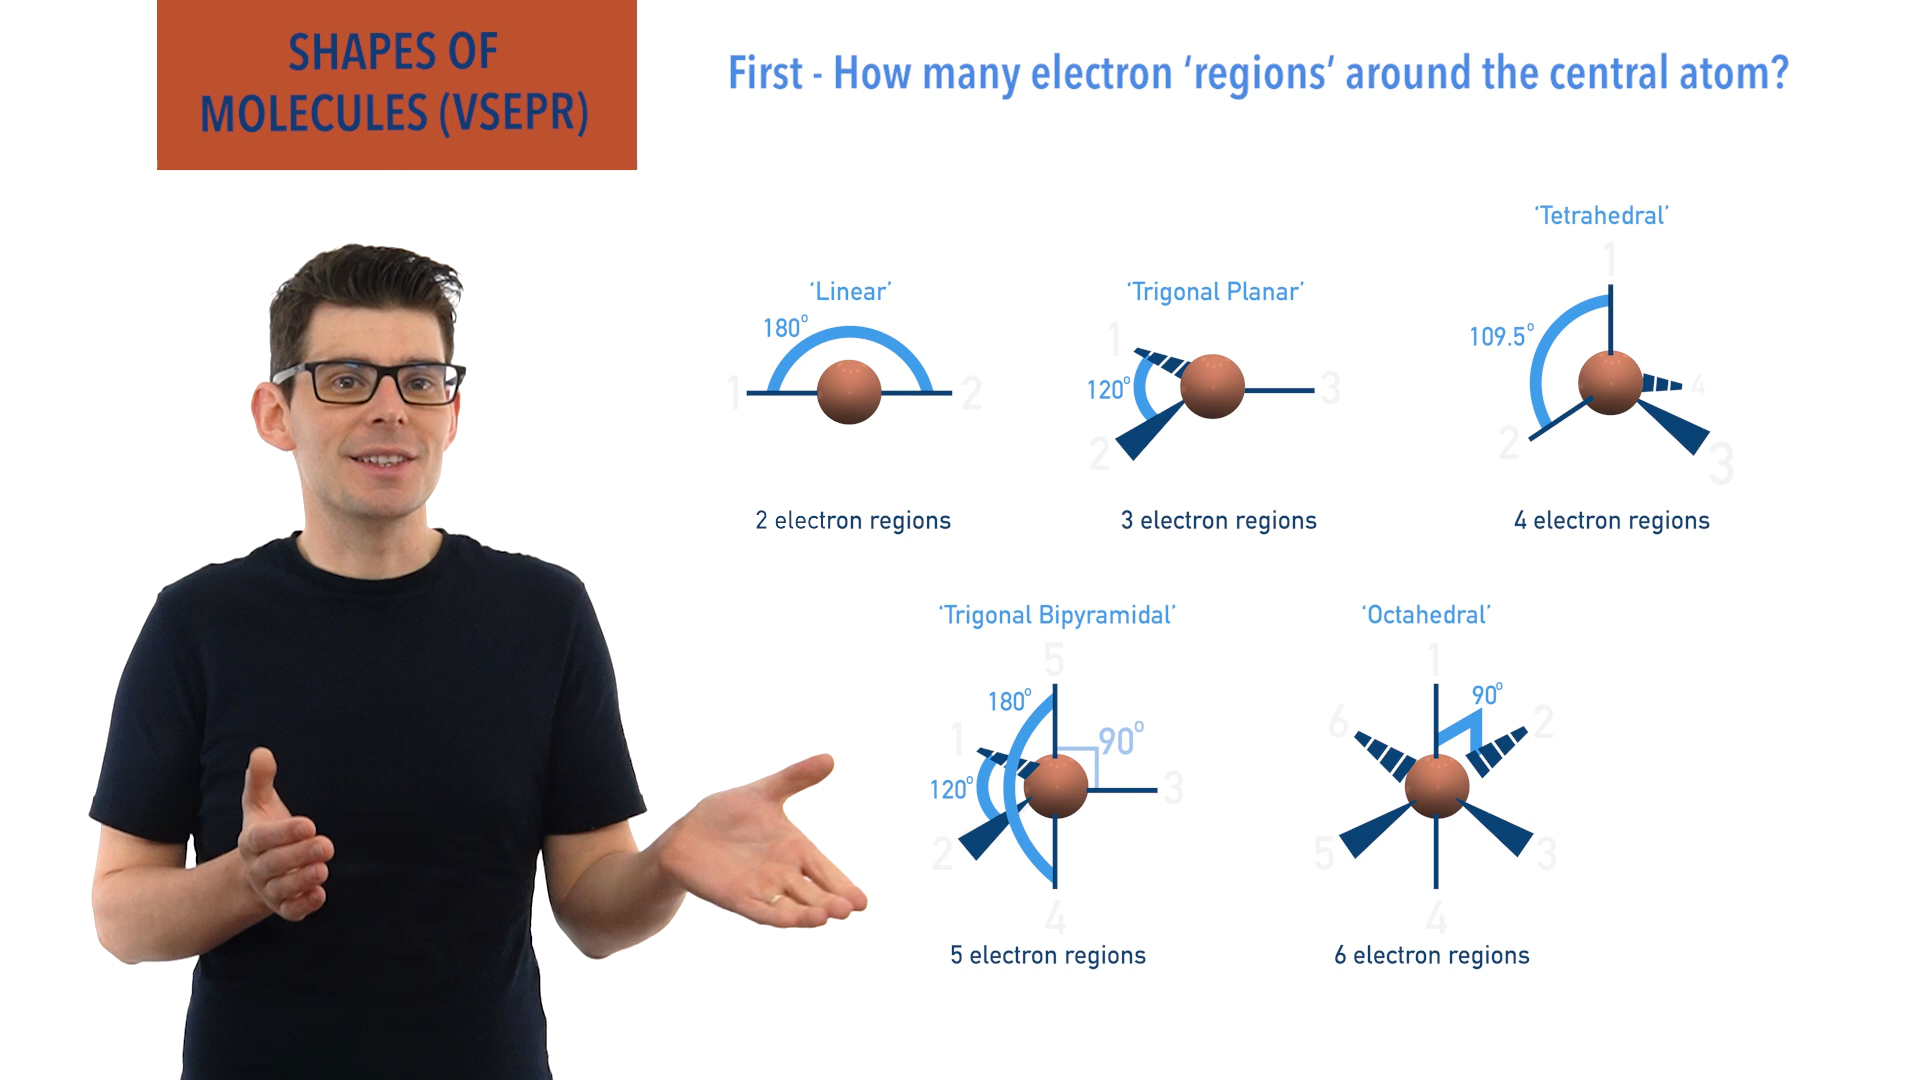 SHAPES OF
MOLECULES (VSEPR)
First - How many electron ‘regions’ around the central atom?
‘Linear’
180°
1
2
2 electron regions
‘Trigonal Planar’
1
120°
2
3
3 electron regions
‘Tetrahedral’
1
109.5°
2
3
4
4 electron regions
‘Trigonal Bipyramidal’
5
180°
1
90°
120°
3
2
4
5 electron regions
‘Octahedral’
1
90°
6
2
5
3
4
6 electron regions